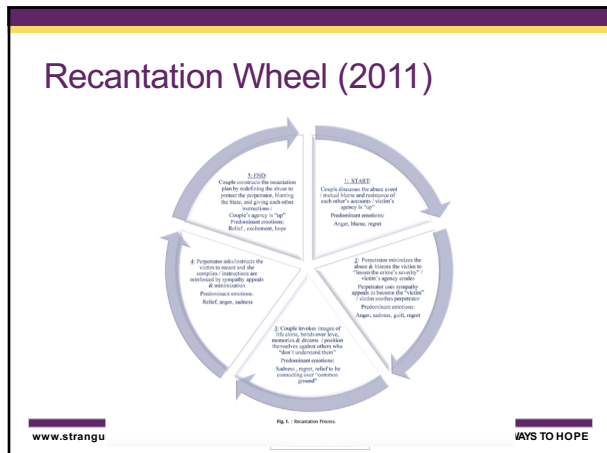 Recantation Wheel (2011)
5: END:
Couple constructs the recantation
plan by redefining the abuse to
protect the perpetrator, blaming
the State, and giving each other
instructions /
Couple's agency is "up"
Predominant emotions:
Relief, excitement, hope
1: START:
Couple discusses the abuse event
/ mutual blame and resistance of
each other's accounts / victim's
agency is "up"
Predominant emotions:
Anger, blame, regret
4: Perpetrator asks/instructs the
victim to recant and she
complies / instructions are
reinforced by sympathy appeals
& minimization
Predominant emotions:
Relief, anger, sadness
2: Perpetrator minimizes the
abuse & blames the victim to
"lessen the crime's severity" /
victim's agency erodes
Perpetrator uses sympathy
appeals to become the "victim"
/ victim soothes perpetrator
Predominant emotions:
Anger, sadness, guilt, regret
3: Couple invokes images of
life alone, bonds over love,
memories & dreams / position
themselves against others who
"don't understand them"
Predominant emotions:
Sadness, regret, relief to be
connecting over "common
ground"
Fig. 1. : Recantation Process.
www.strangu
WAYS TO HOPE